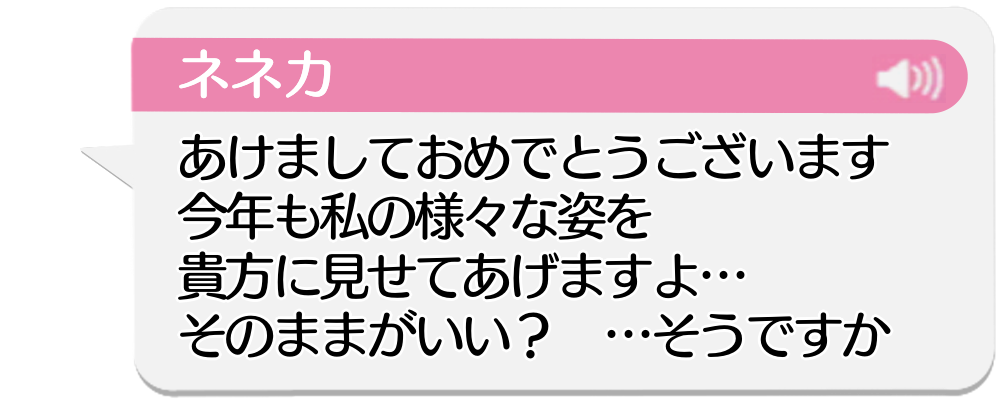 ネネカ
あけましておめでとうございます
今年も私の様々な姿を
貴方に見せてあげますよ…
そのままがいい？　…そうですか